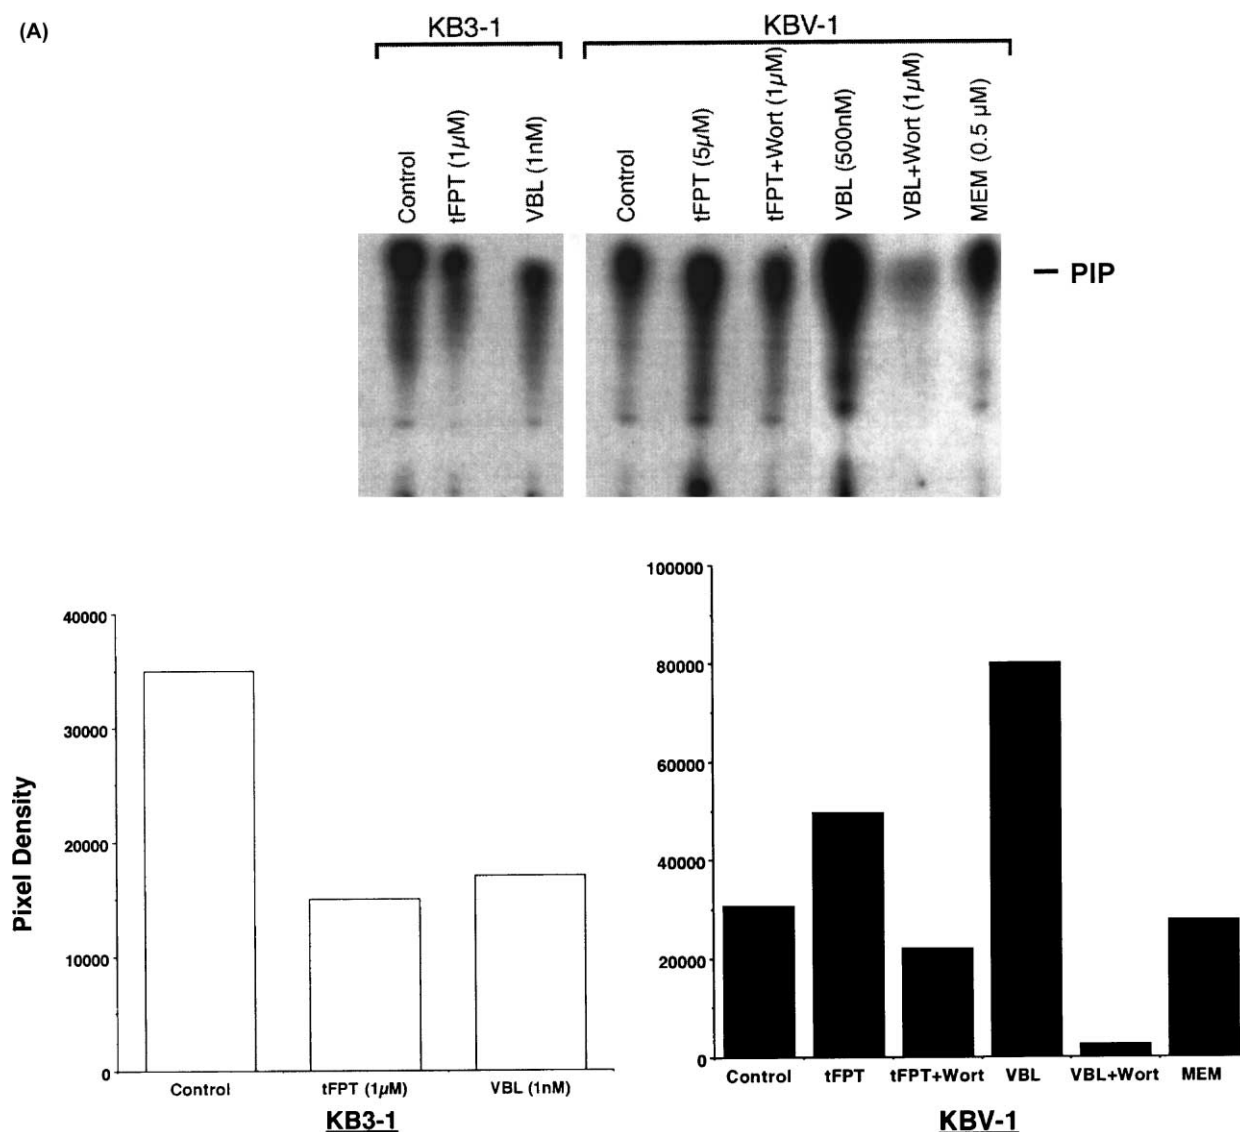 (A)
KB3-1
KBV-1
Control
tFPT (1µM)
VBL (1nM)
Control
tFPT (5µM)
tFPT+Wort (1µM)
VBL (500nM)
VBL+Wort (1µM)
MEM (0.5 µM)
PIP
Pixel Density
40000
30000
20000
10000
0
Control
tFPT (1µM)
VBL (1nM)
KB3-1
100000
80000
60000
40000
20000
0
Control
tFPT
tFPT+Wort
VBL
VBL+Wort
MEM
KBV-1